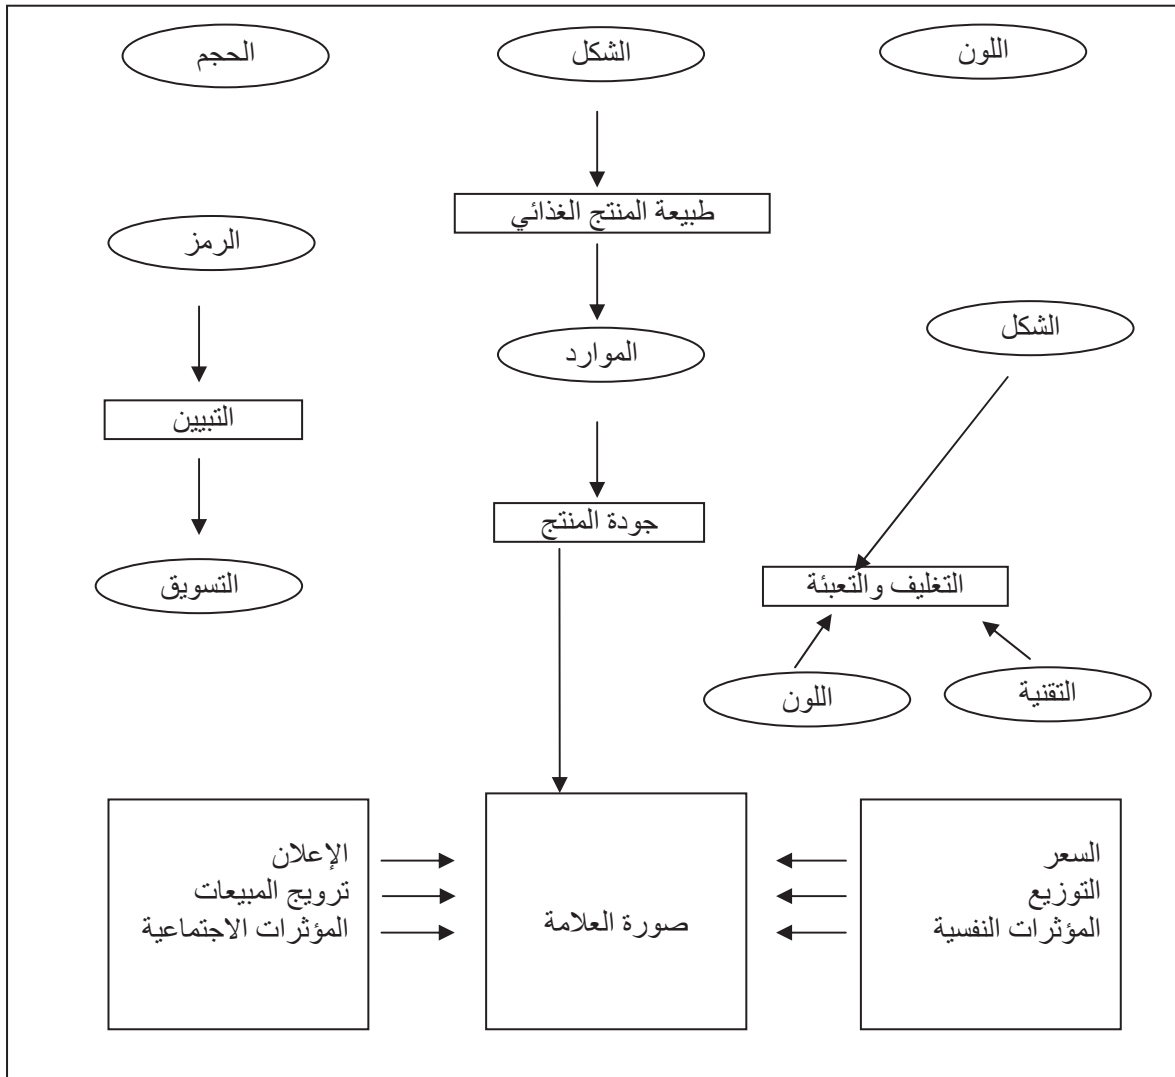 اللون
الشكل
الحجم
طبيعة المنتج الغذائي
الرمز
الشكل
الموارد
التبيين
جودة المنتج
التغليف والتعبئة
التسويق
التقنية
اللون
السعر
التوزيع
المؤثرات النفسية
صورة العلامة
الإعلان
ترويج المبيعات
المؤثرات الاجتماعية